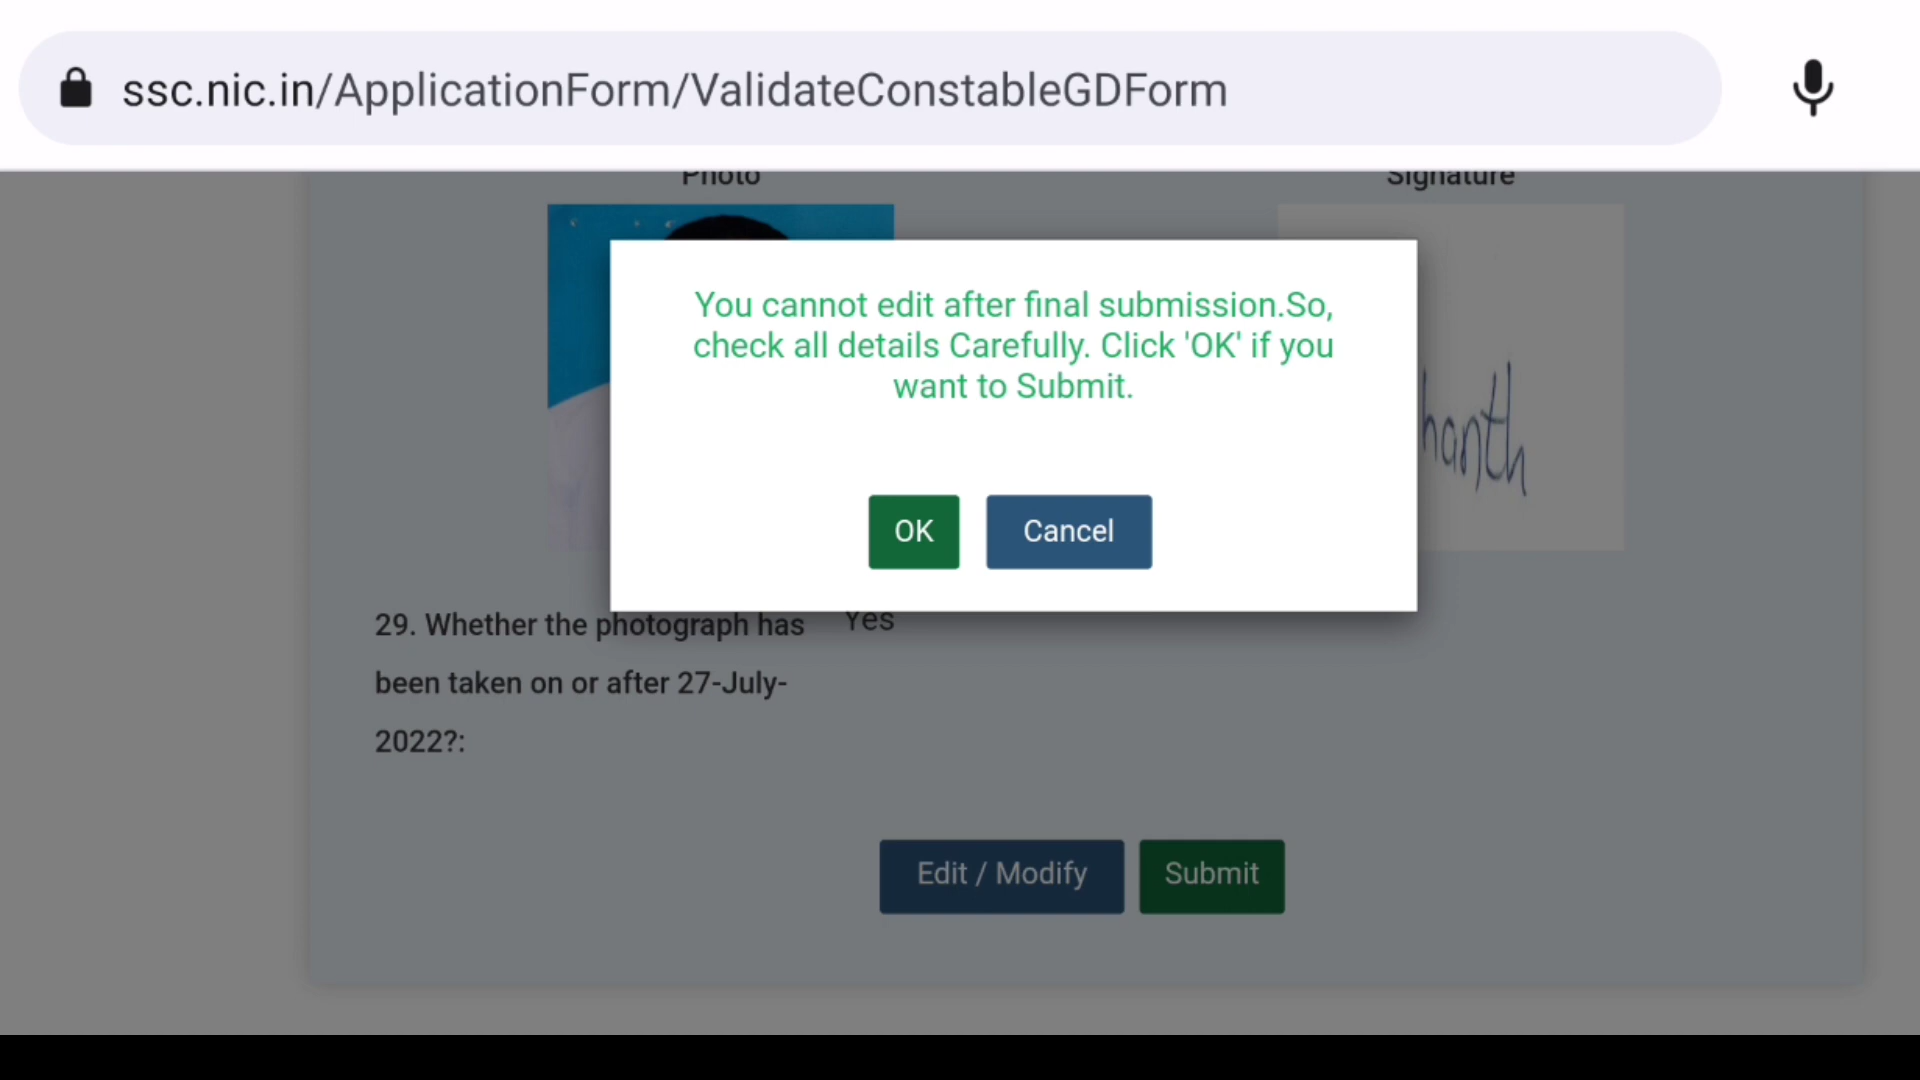 ssc.nic.in/ApplicationForm/ValidateConstableGDForm
Photo
Signature
You cannot edit after final submission.So,
check all details Carefully. Click 'OK' if you
want to Submit.
hanth
OK
Cancel
29. Whether the photograph has
been taken on or after 27-July-
2022?:
Yes
Edit / Modify
Submit